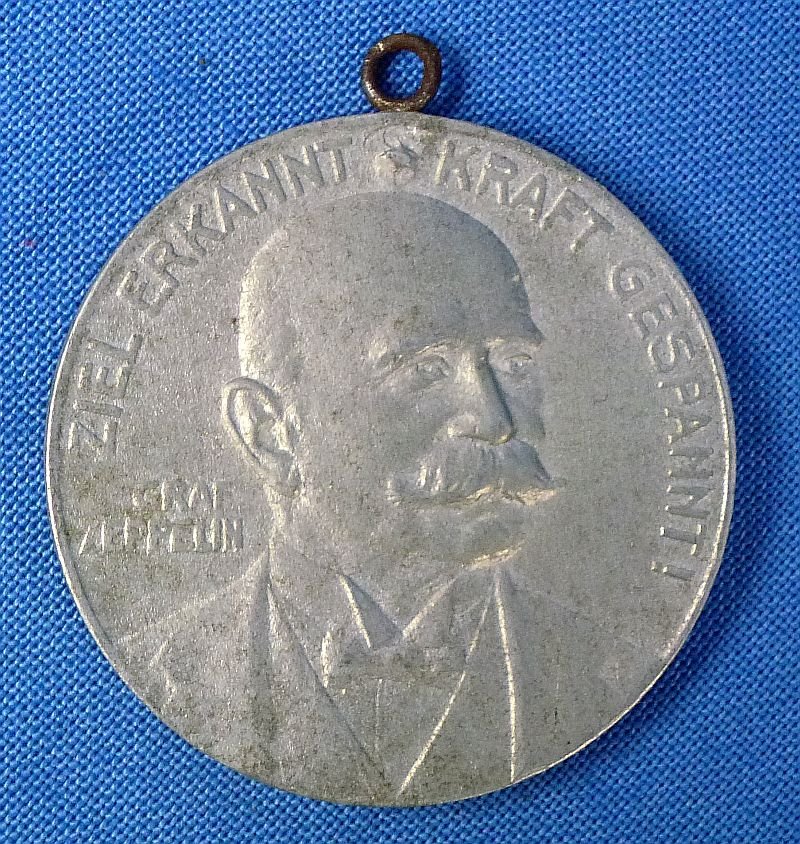 ZIEL ERKANNT KRAFT GESPANNT!
GRAF
ZEPPELIN